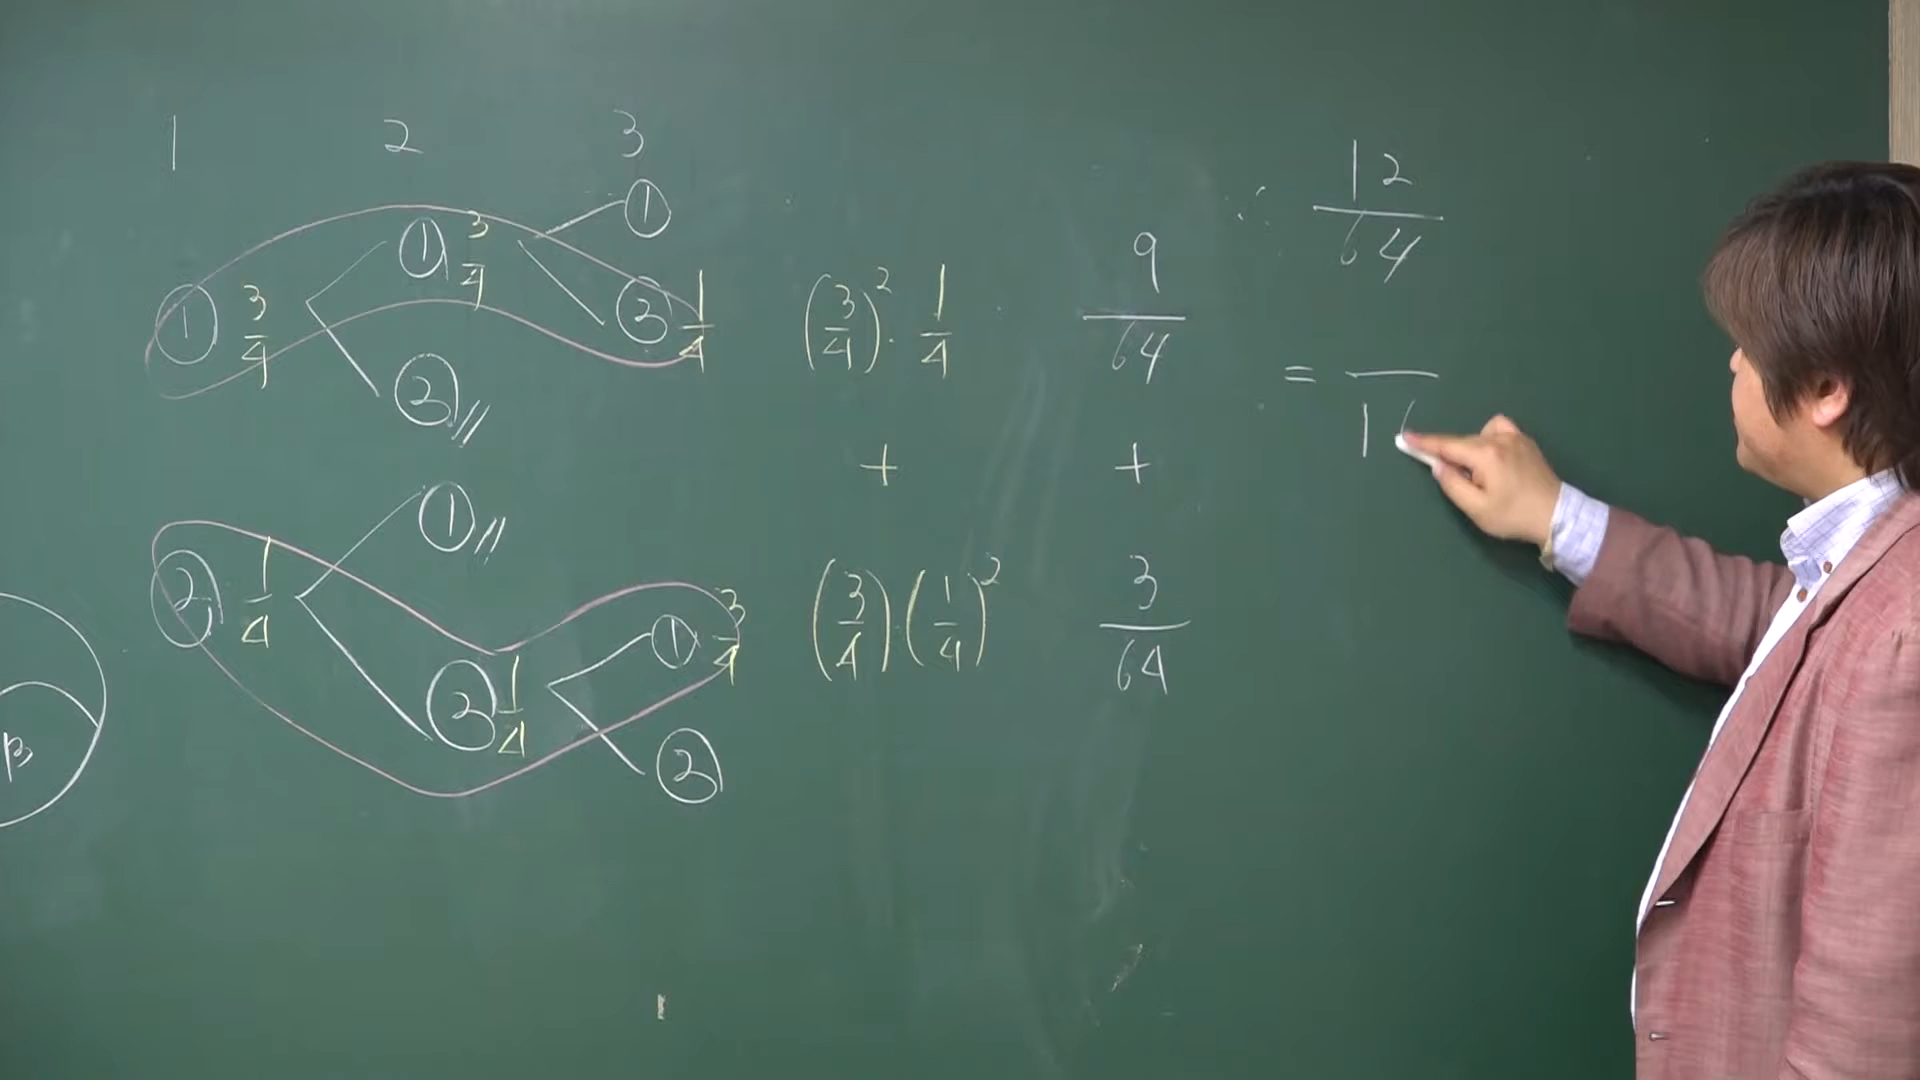 1 2 3
① 3/4 ① 3/4 ①
② 1/4
②
(3/4)² · 1/4
9/64
+ +
② 1/4 ①
② 1/4 ① 3/4
②
(3/4)(1/4)²
3/64
∴ 12/64
= /16
β